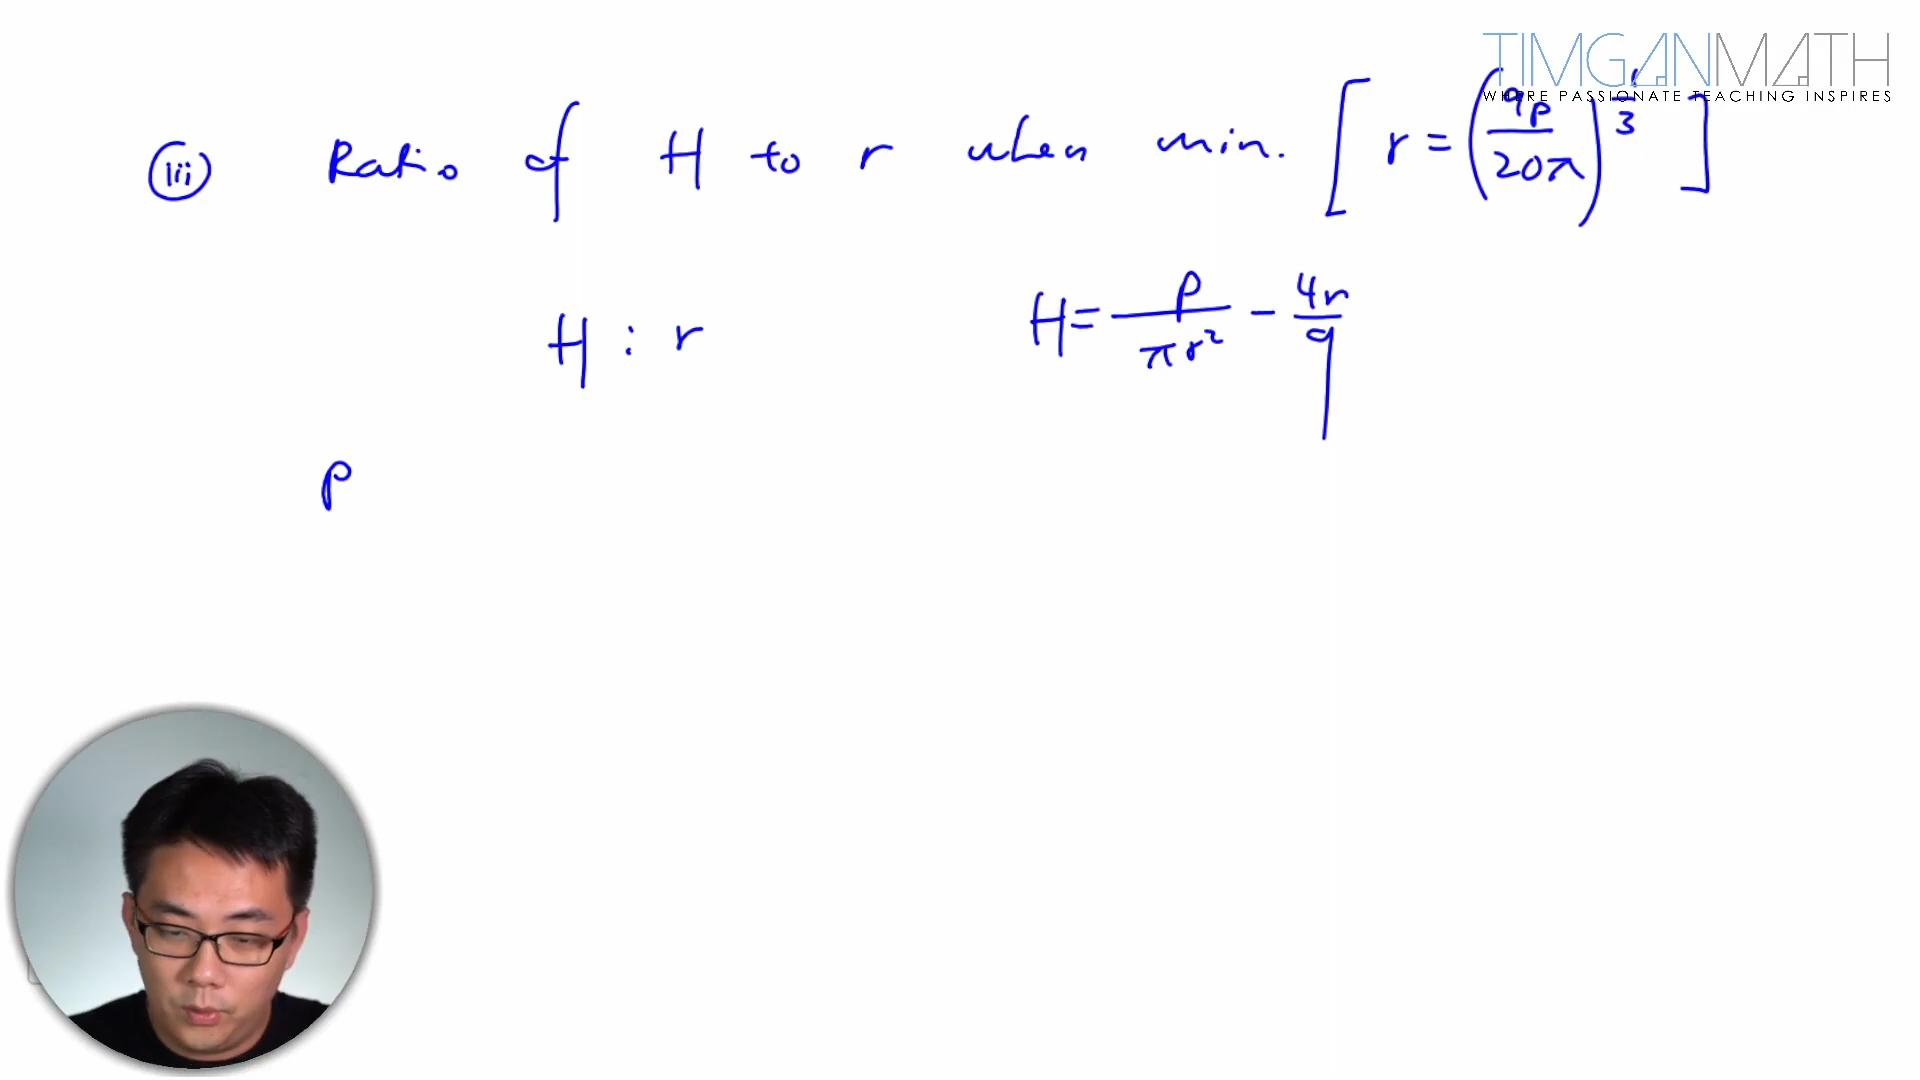 TIMGANMATH
WHERE PASSIONATE TEACHING INSPIRES
(iii) Ratio of H to r when min. [ r = (9p/20π)^1/3 ]
H : r
H = p/πr² - 4r/9
p